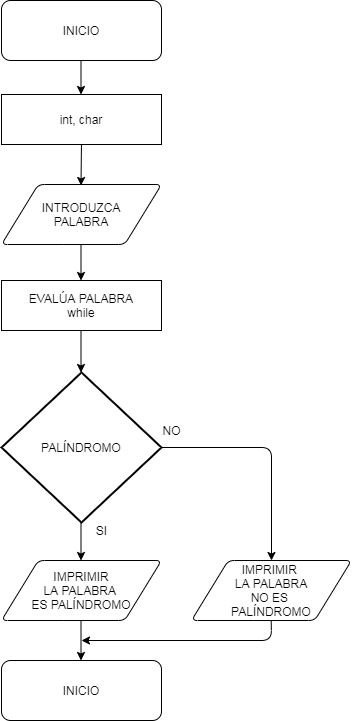 INICIO
int, char
INTRODUZCA
PALABRA
EVALÚA PALABRA
while
PALÍNDROMO
NO
SI
IMPRIMIR
LA PALABRA
ES PALÍNDROMO
IMPRIMIR
LA PALABRA
NO ES
PALÍNDROMO
INICIO